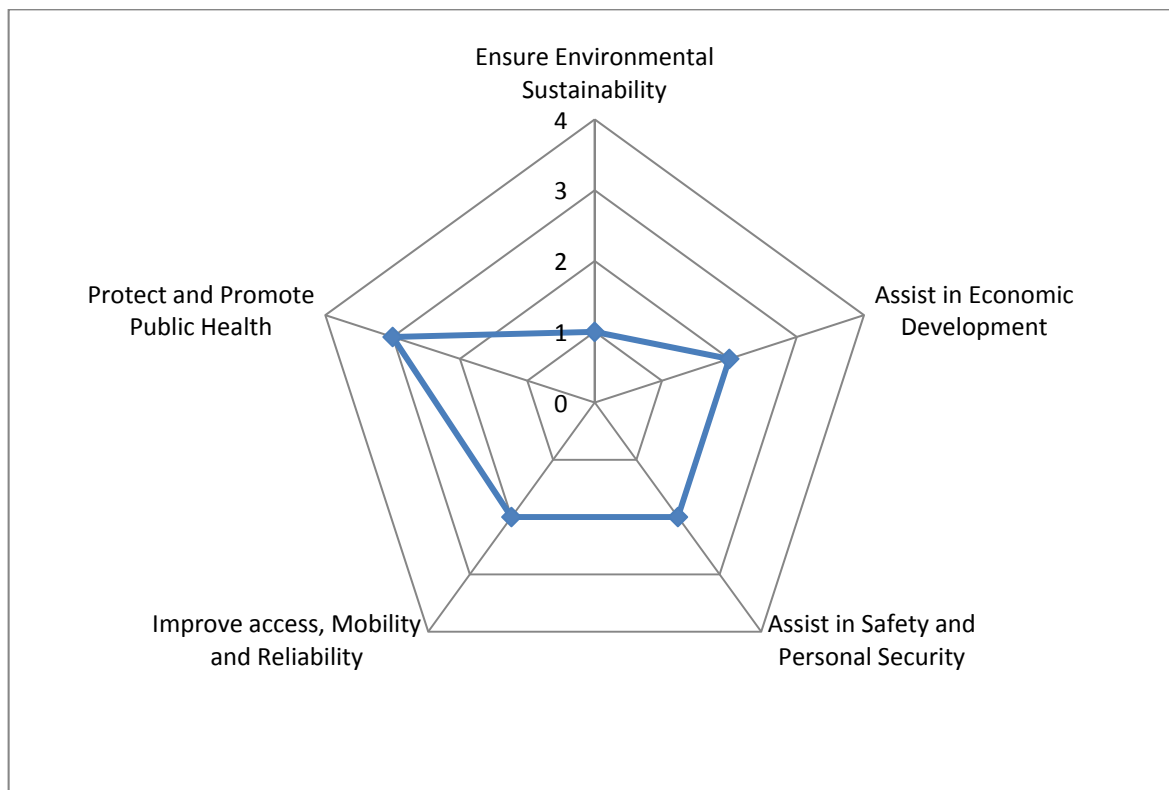 Ensure Environmental
Sustainability
4
3
2
1
0
Assist in Economic
Development
Assist in Safety and
Personal Security
Improve access, Mobility
and Reliability
Protect and Promote
Public Health